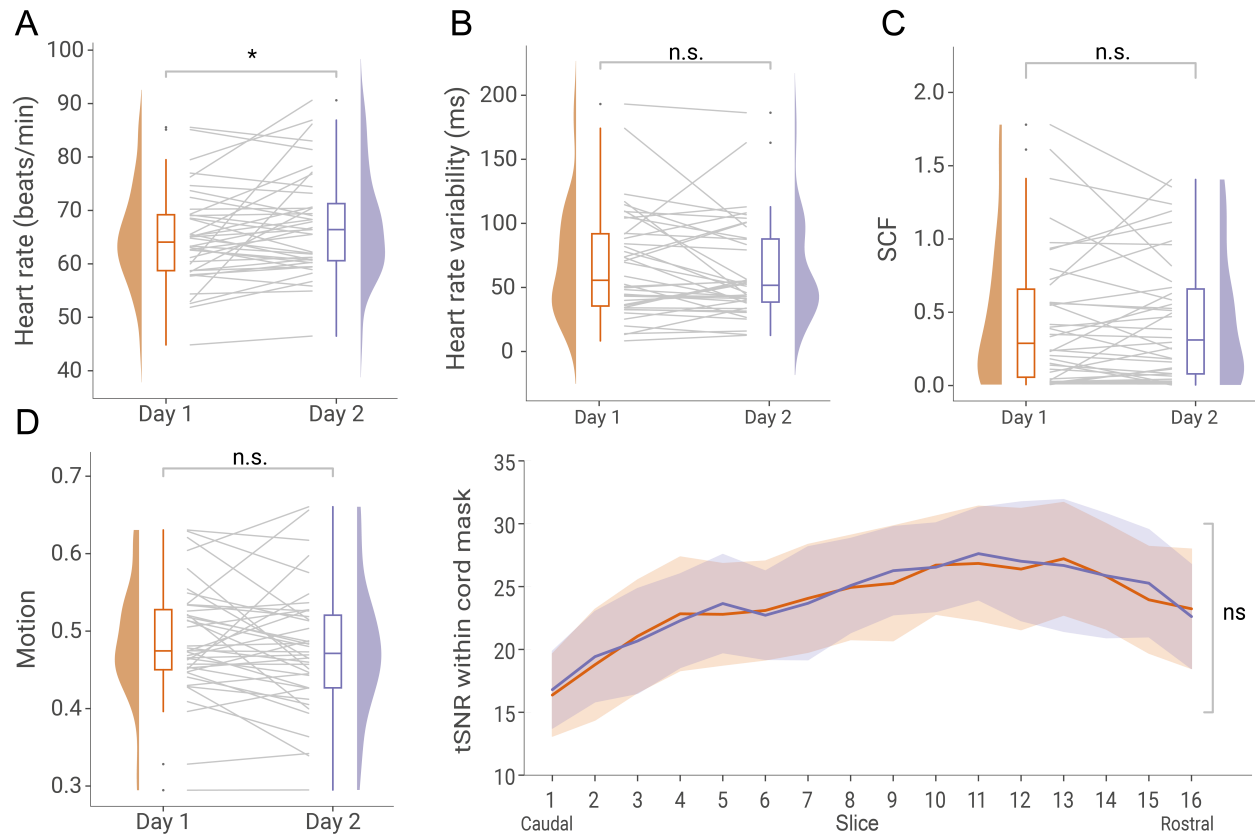 A
Heart rate (beats/min)
100
90
80
70
60
50
40
*
Day 1
Day 2
B
Heart rate variability (ms)
200
150
100
50
0
n.s.
Day 1
Day 2
C
SCF
2.0
1.5
1.0
0.5
0.0
n.s.
Day 1
Day 2
D
Motion
0.7
0.6
0.5
0.4
0.3
n.s.
Day 1
Day 2
tSNR within cord mask
35
30
25
20
15
10
ns
1 2 3 4 5 6 7 8 9 10 11 12 13 14 15 16
Caudal Slice Rostral